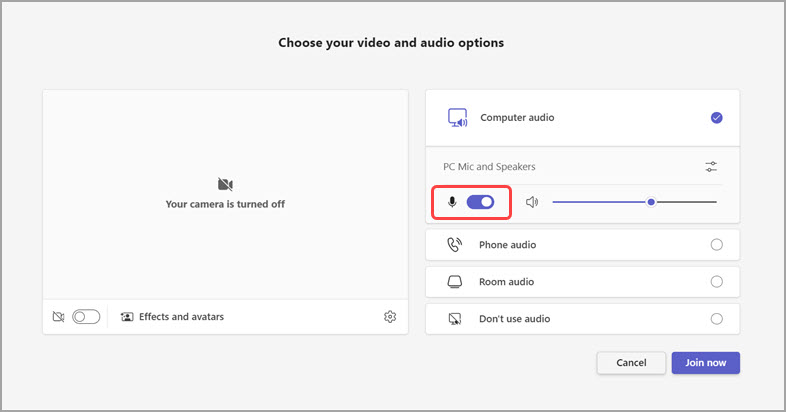 Choose your video and audio options
Your camera is turned off
Effects and avatars
Computer audio
PC Mic and Speakers
Phone audio
Room audio
Don't use audio
Cancel
Join now